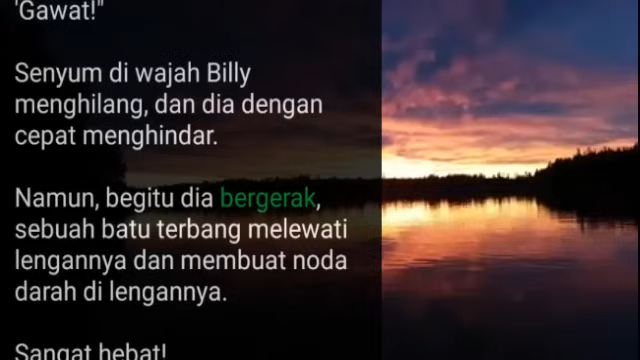 'Gawat!"
Senyum di wajah Billy
menghilang, dan dia dengan
cepat menghindar.
Namun, begitu dia bergerak,
sebuah batu terbang melewati
lengannya dan membuat noda
darah di lengannya.
Sangat hebat!